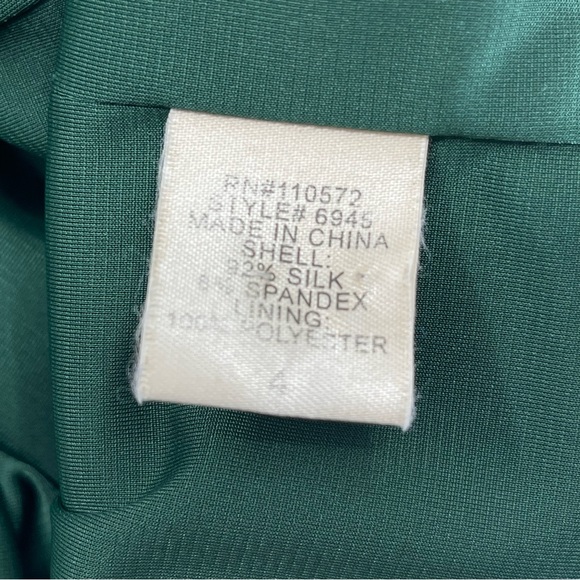 RN#110572
STYLE# 6945
MADE IN CHINA
SHELL:
92% SILK
8% SPANDEX
LINING:
100% POLYESTER
4